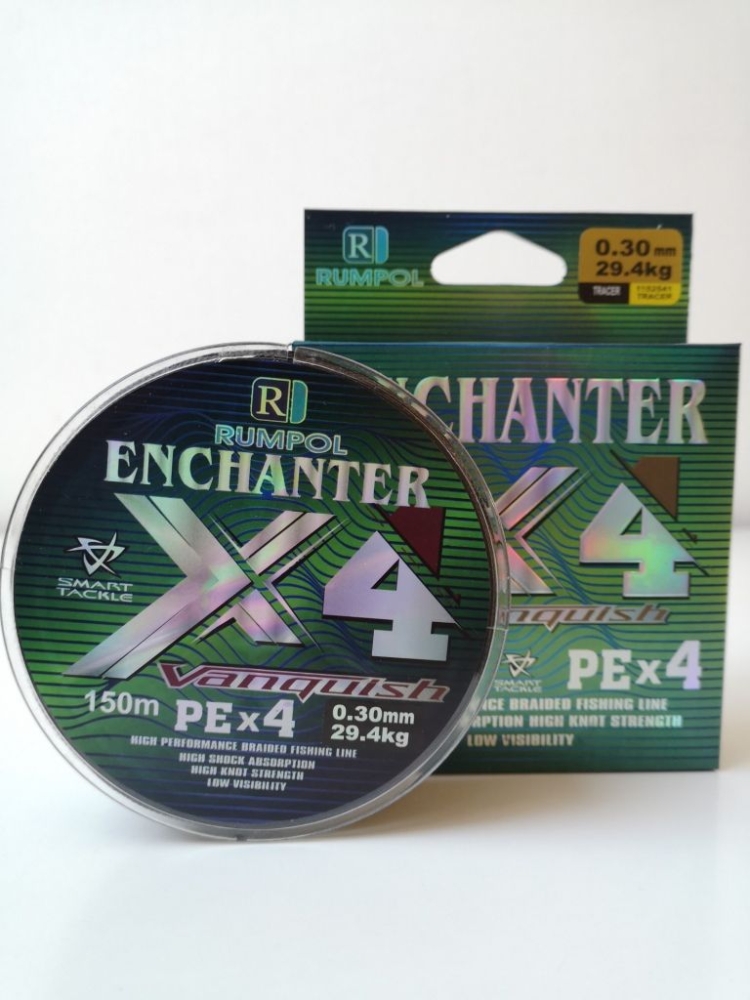 R
RUMPOL
0.30 mm
29.4kg
TRACER
1152541
TRACER
CHANTER
X4
PEX4
SMART
TACKLE
BRAIDED FISHING LINE
HIGH KNOT STRENGTH
LOW VISIBILITY
R
RUMPOL
ENCHANTER
X4
SMART
TACKLE
Vanquish
150m PEX4
0.30mm
29.4kg
HIGH PERFORMANCE BRAIDED FISHING LINE
HIGH SHOCK ABSORPTION
HIGH KNOT STRENGTH
LOW VISIBILITY